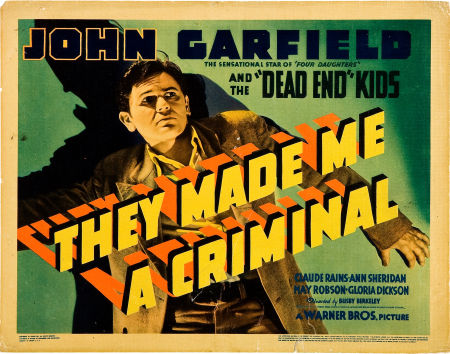 JOHN GARFIELD
THE SENSATIONAL STAR OF "FOUR DAUGHTERS"
AND THE "DEAD END" KIDS
THEY MADE ME
A CRIMINAL
CLAUDE RAINS · ANN SHERIDAN
MAY ROBSON · GLORIA DICKSON
Directed by BUSBY BERKELEY
A WARNER BROS. PICTURE